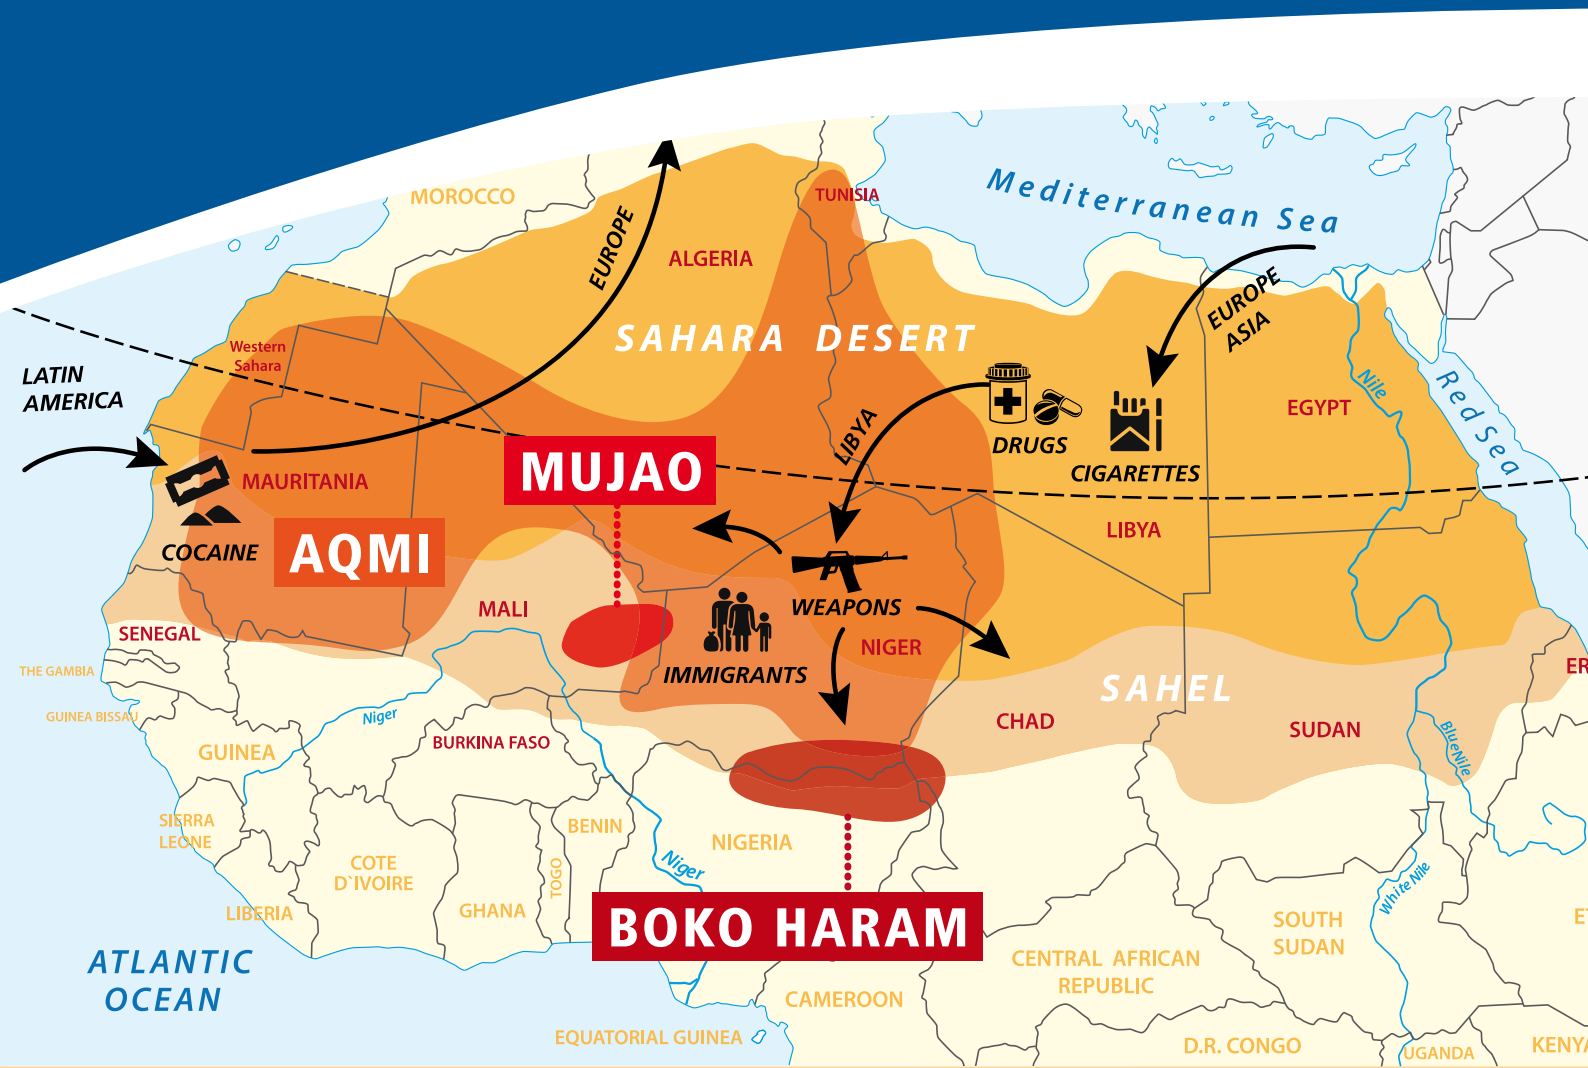 MOROCCO
TUNISIA
Mediterranean Sea
ALGERIA
EUROPE
EUROPE
ASIA
SAHARA DESERT
Western
Sahara
LATIN
AMERICA
Nile
Red Sea
EGYPT
LIBYA
DRUGS
CIGARETTES
MUJAO
MAURITANIA
COCAINE
AQMI
LIBYA
MALI
WEAPONS
NIGER
IMMIGRANTS
SENEGAL
THE GAMBIA
GUINEA BISSAU
ER
SAHEL
CHAD
SUDAN
Niger
BURKINA FASO
GUINEA
BlueNile
SIERRA
LEONE
BENIN
NIGERIA
COTE
D`IVOIRE
TOGO
Niger
WhiteNile
LIBERIA
GHANA
BOKO HARAM
SOUTH
SUDAN
ET
ATLANTIC
OCEAN
CENTRAL AFRICAN
REPUBLIC
CAMEROON
EQUATORIAL GUINEA
D.R. CONGO
UGANDA
KENYA